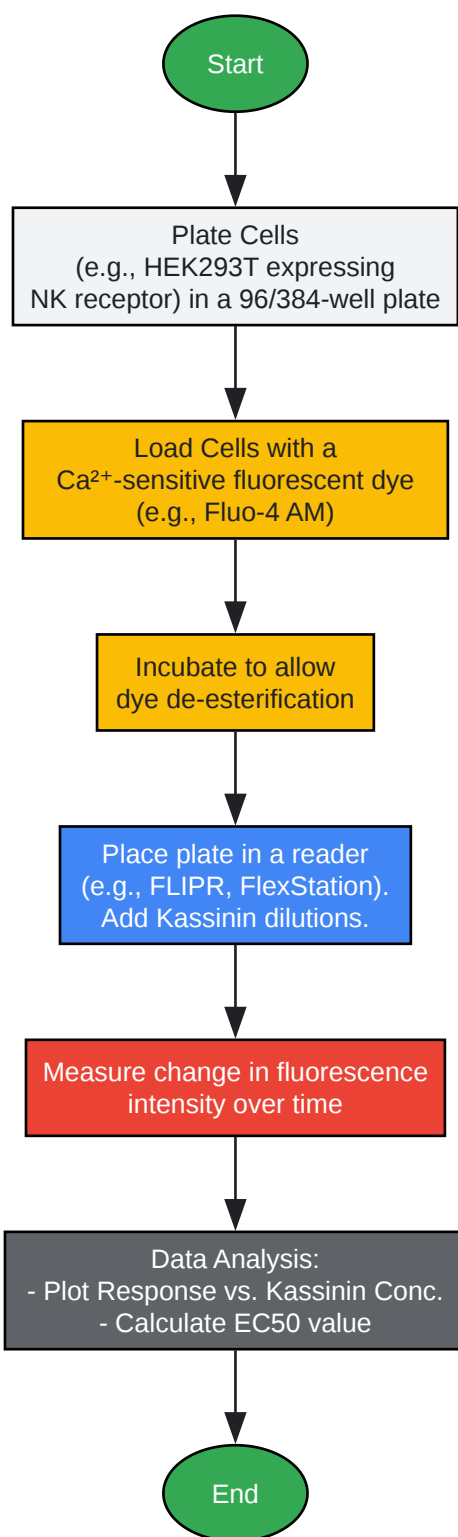 Start
Plate Cells
(e.g., HEK293T expressing
NK receptor) in a 96/384-well plate
Load Cells with a
Ca²⁺-sensitive fluorescent dye
(e.g., Fluo-4 AM)
Incubate to allow
dye de-esterification
Place plate in a reader
(e.g., FLIPR, FlexStation).
Add Kassinin dilutions.
Measure change in fluorescence
intensity over time
Data Analysis:
- Plot Response vs. Kassinin Conc.
- Calculate EC50 value
End